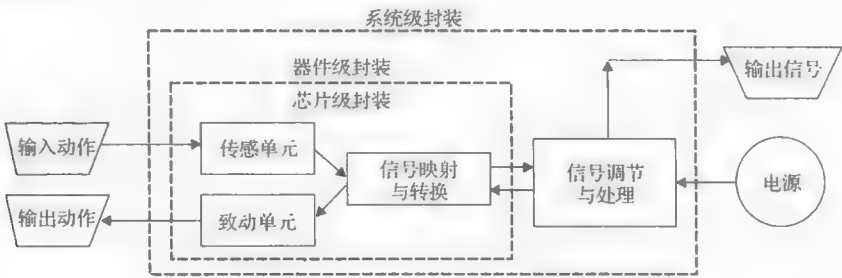 系统级封装
器件级封装
芯片级封装
输出信号
输入动作
传感单元
信号映射
与转换
信号调节
与处理
电源
输出动作
致动单元